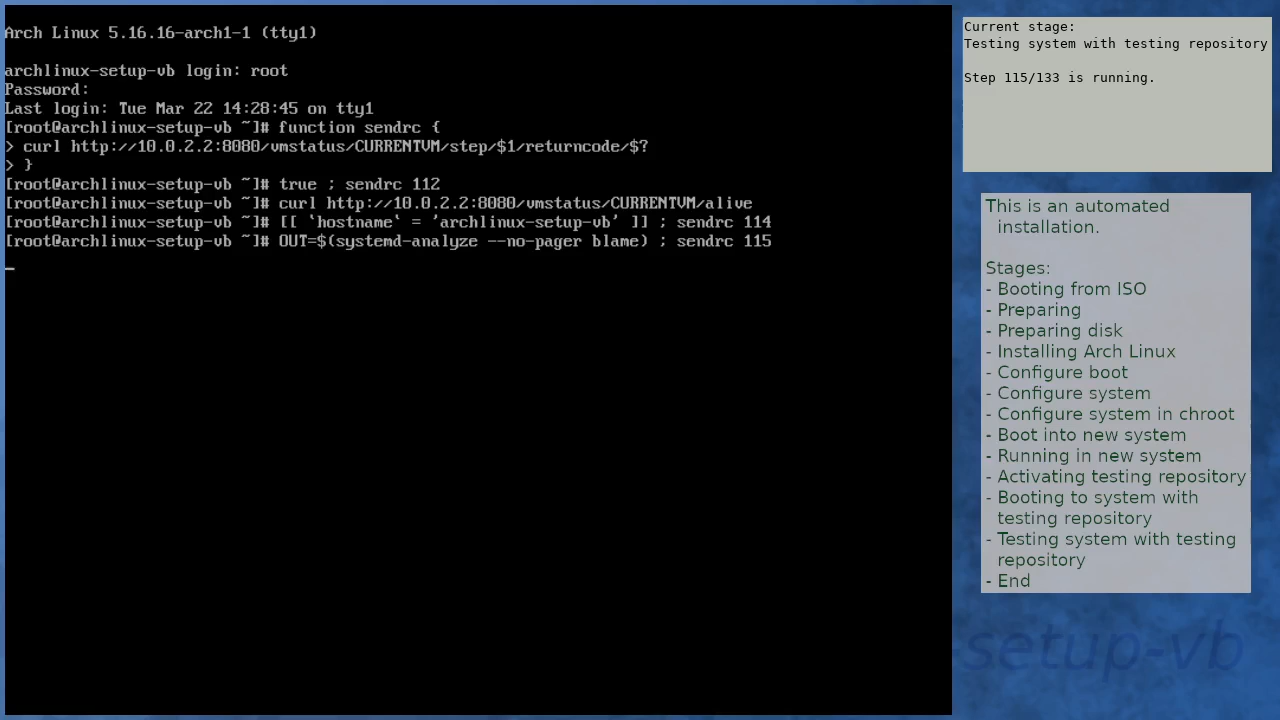 Arch Linux 5.16.16-arch1-1 (tty1)
archlinux-setup-vb login: root
Password:
Last login: Tue Mar 22 14:28:45 on tty1
[root@archlinux-setup-vb ~]# function sendrc {
> curl http://10.0.2.2:8080/vmstatus/CURRENTVM/step/$1/returncode/$?
> }
[root@archlinux-setup-vb ~]# true ; sendrc 112
[root@archlinux-setup-vb ~]# curl http://10.0.2.2:8080/vmstatus/CURRENTVM/alive
[root@archlinux-setup-vb ~]# [[ `hostname` = 'archlinux-setup-vb' ]] ; sendrc 114
[root@archlinux-setup-vb ~]# OUT=$(systemd-analyze --no-pager blame) ; sendrc 115
_
Current stage:
Testing system with testing repository
Step 115/133 is running.
This is an automated
installation.
Stages:
- Booting from ISO
- Preparing
- Preparing disk
- Installing Arch Linux
- Configure boot
- Configure system
- Configure system in chroot
- Boot into new system
- Running in new system
- Activating testing repository
- Booting to system with
testing repository
- Testing system with testing
repository
- End
-setup-vb